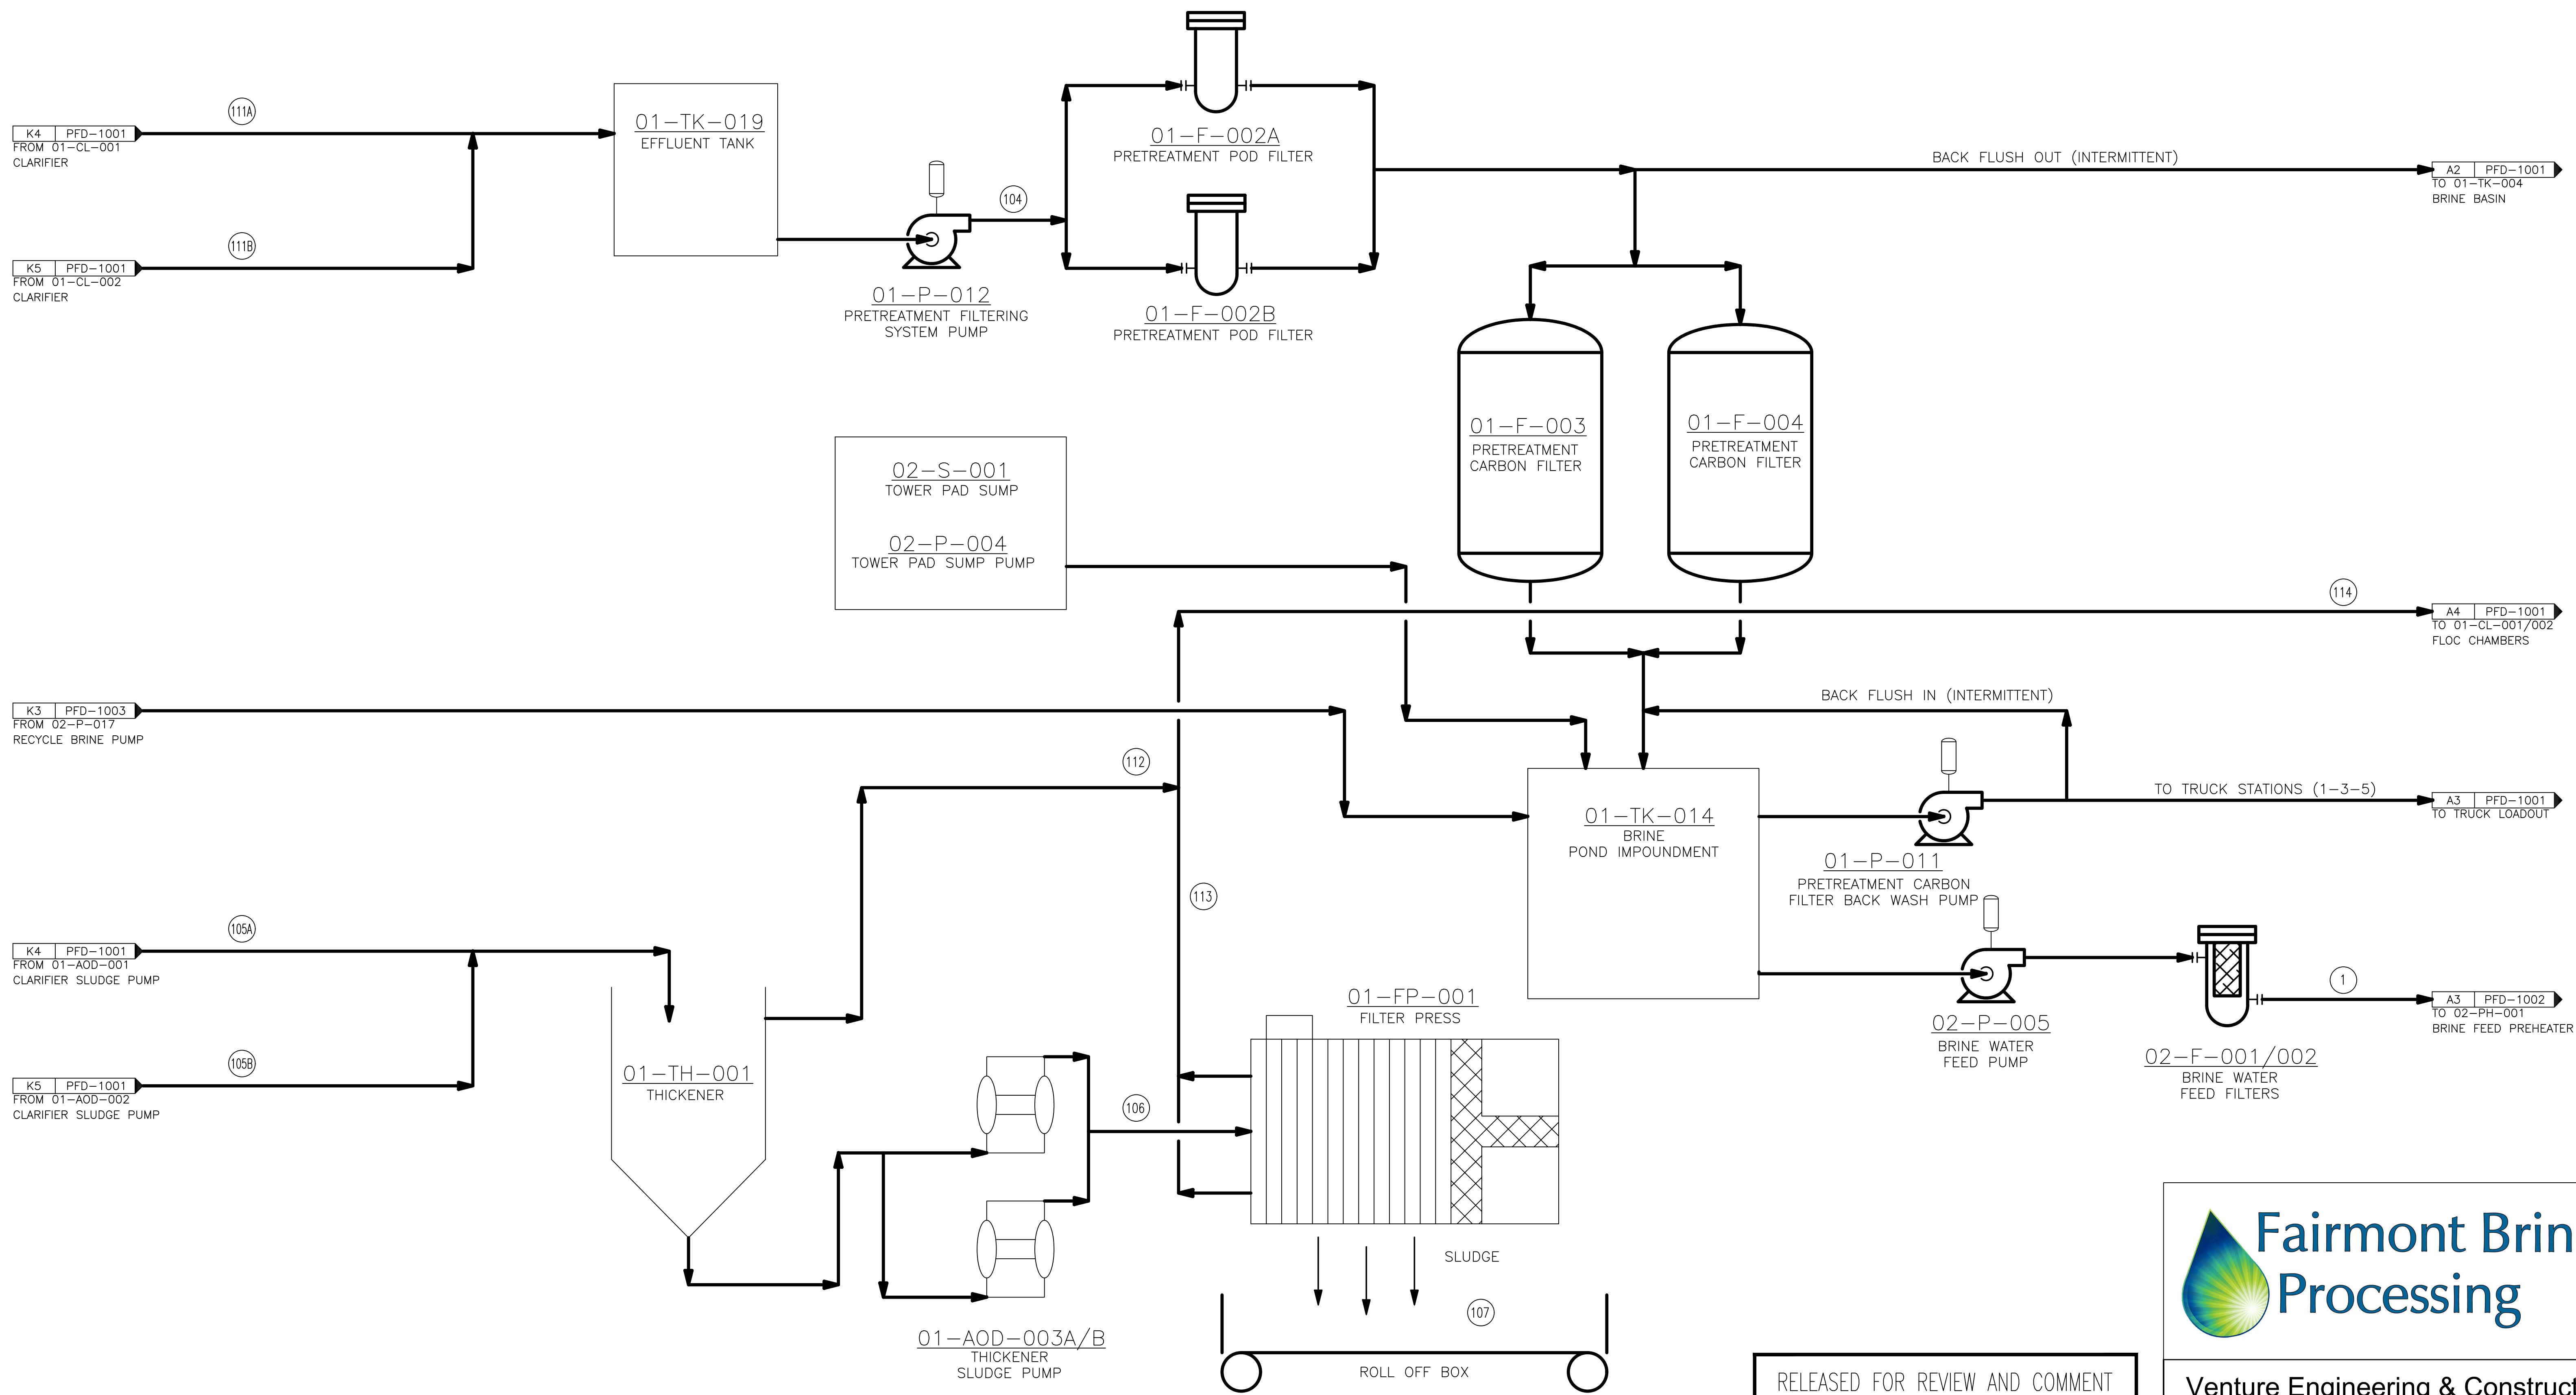 111A
K4 PFD-1001
FROM 01-CL-001
CLARIFIER
111B
K5 PFD-1001
FROM 01-CL-002
CLARIFIER
01-TK-019
EFFLUENT TANK
01-P-012
PRETREATMENT FILTERING
SYSTEM PUMP
104
01-F-002A
PRETREATMENT POD FILTER
01-F-002B
PRETREATMENT POD FILTER
BACK FLUSH OUT (INTERMITTENT)
A2 PFD-1001
TO 01-TK-004
BRINE BASIN
01-F-003
PRETREATMENT
CARBON FILTER
01-F-004
PRETREATMENT
CARBON FILTER
02-S-001
TOWER PAD SUMP
02-P-004
TOWER PAD SUMP PUMP
114
A4 PFD-1001
TO 01-CL-001/002
FLOC CHAMBERS
K3 PFD-1003
FROM 02-P-017
RECYCLE BRINE PUMP
BACK FLUSH IN (INTERMITTENT)
112
TO TRUCK STATIONS (1-3-5)
A3 PFD-1001
TO TRUCK LOADOUT
01-TK-014
BRINE
POND IMPOUNDMENT
01-P-011
PRETREATMENT CARBON
FILTER BACK WASH PUMP
113
105A
K4 PFD-1001
FROM 01-AOD-001
CLARIFIER SLUDGE PUMP
105B
K5 PFD-1001
FROM 01-AOD-002
CLARIFIER SLUDGE PUMP
01-TH-001
THICKENER
106
01-FP-001
FILTER PRESS
02-P-005
BRINE WATER
FEED PUMP
02-F-001/002
BRINE WATER
FEED FILTERS
1
A3 PFD-1002
TO 02-PH-001
BRINE FEED PREHEATER
SLUDGE
107
ROLL OFF BOX
01-AOD-003A/B
THICKENER
SLUDGE PUMP
RELEASED FOR REVIEW AND COMMENT
Fairmont Brin
Processing
Venture Engineering & Construct